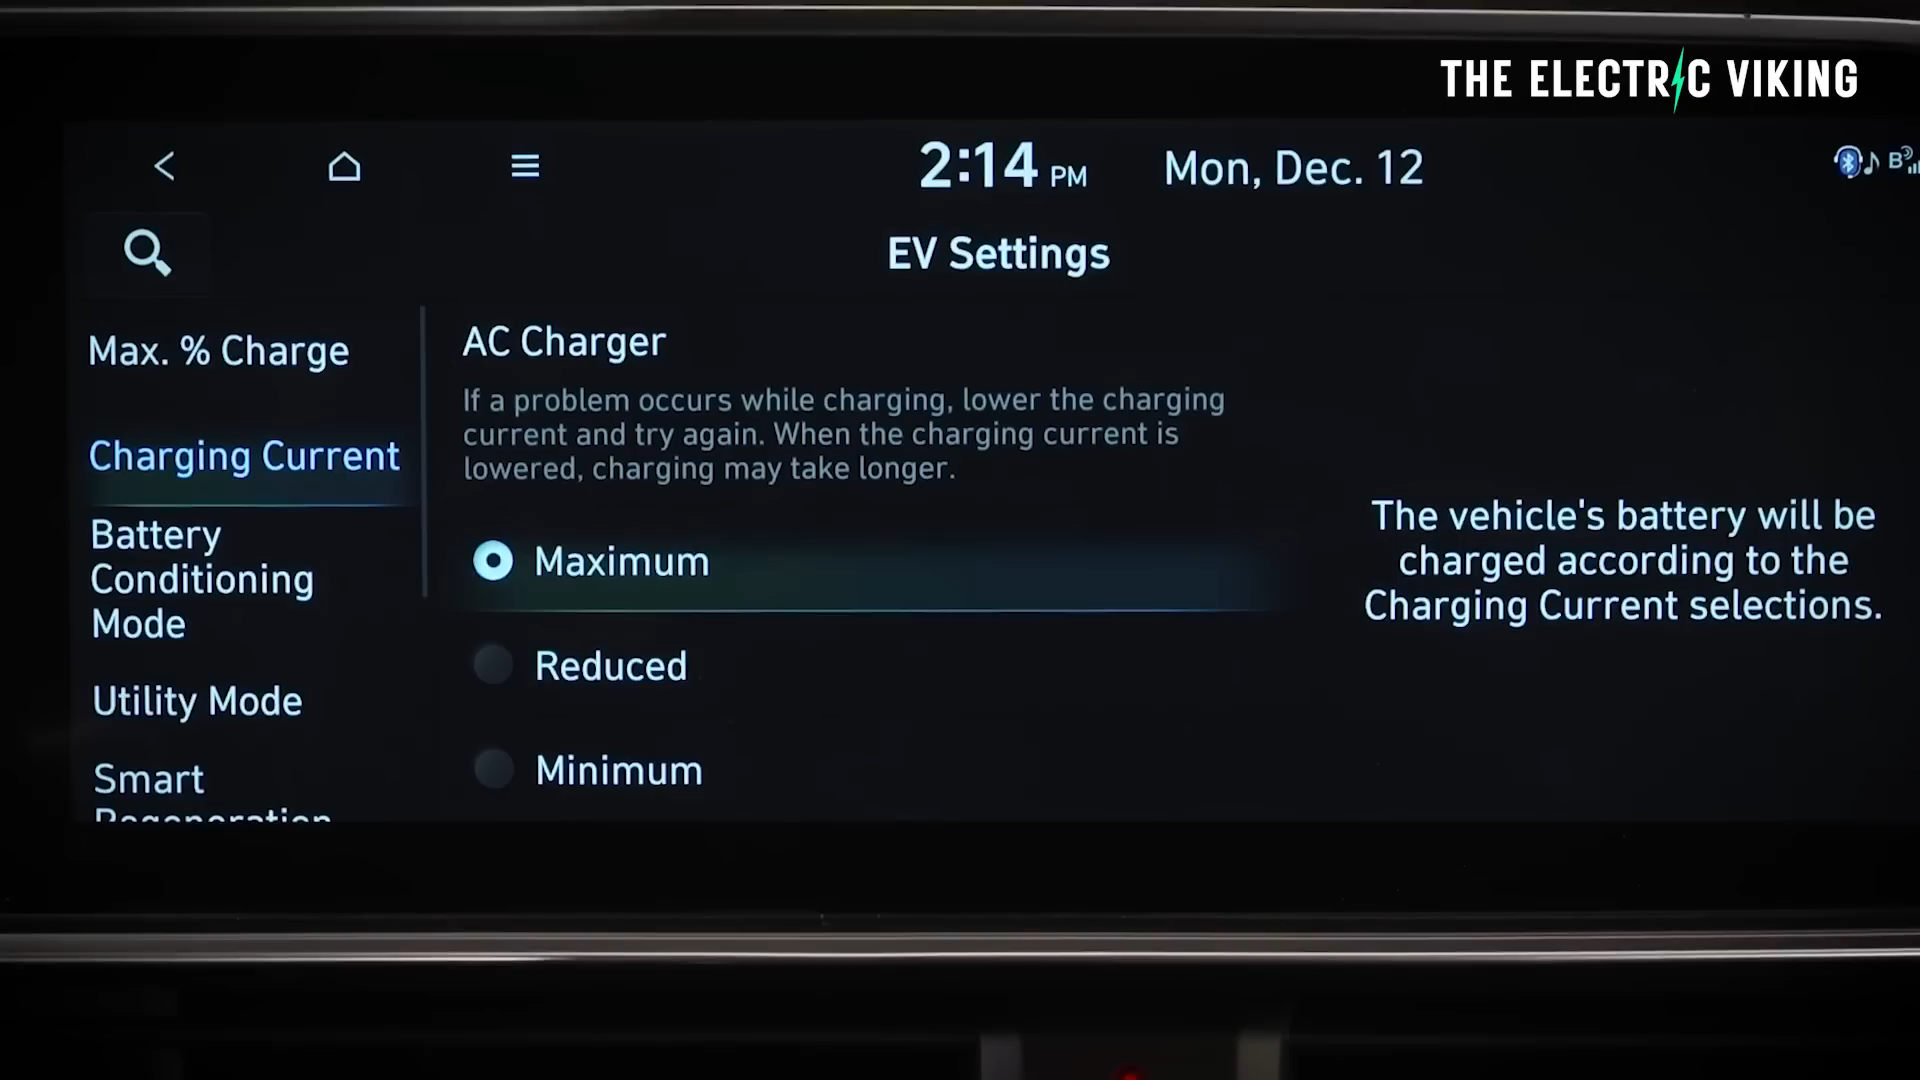 THE ELECTRIC VIKING
2:14 PM
Mon, Dec. 12
EV Settings
Max. % Charge
Charging Current
Battery
Conditioning
Mode
Utility Mode
Smart
Regeneration
AC Charger
If a problem occurs while charging, lower the charging
current and try again. When the charging current is
lowered, charging may take longer.
Maximum
Reduced
Minimum
The vehicle's battery will be
charged according to the
Charging Current selections.